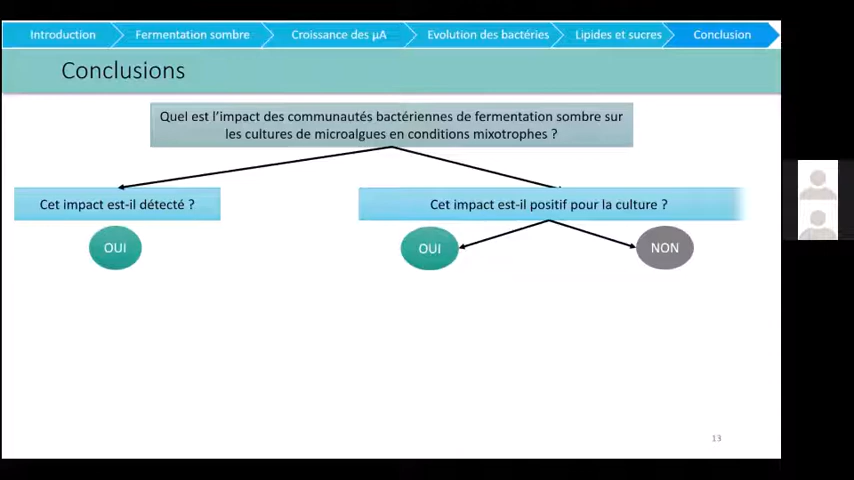 Introduction
Fermentation sombre
Croissance des µA
Evolution des bactéries
Lipides et sucres
Conclusion
Conclusions
Quel est l'impact des communautés bactériennes de fermentation sombre sur
les cultures de microalgues en conditions mixotrophes ?
Cet impact est-il détecté ?
Cet impact est-il positif pour la culture ?
OUI
OUI
NON
13